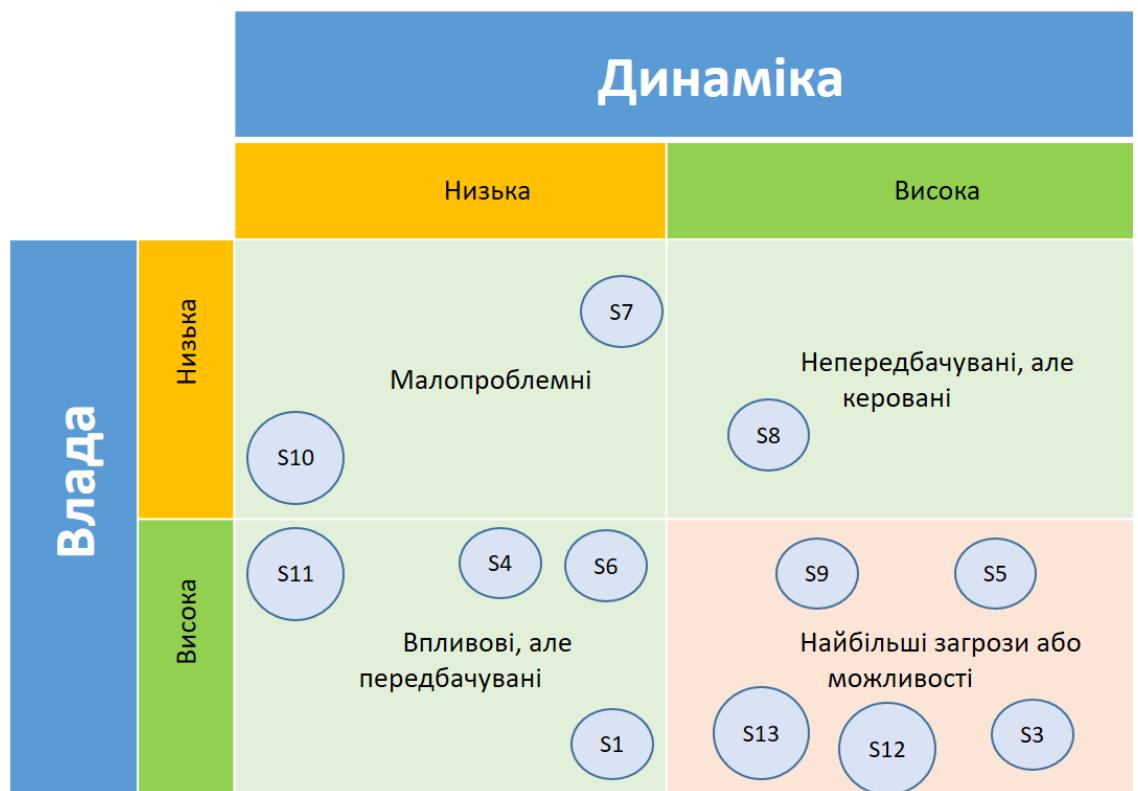 Динаміка
Низька
Висока
Влада
Низька
S7
Малопроблемні
S10
Непередбачувані, але
керовані
S8
Висока
S11
S4
S6
Впливові, але
передбачувані
S1
S9
S5
Найбільші загрози або
можливості
S13
S12
S3